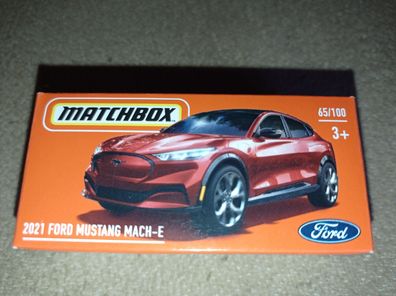 MATCHBOX
65/100
3+
2021 FORD MUSTANG MACH-E
Ford